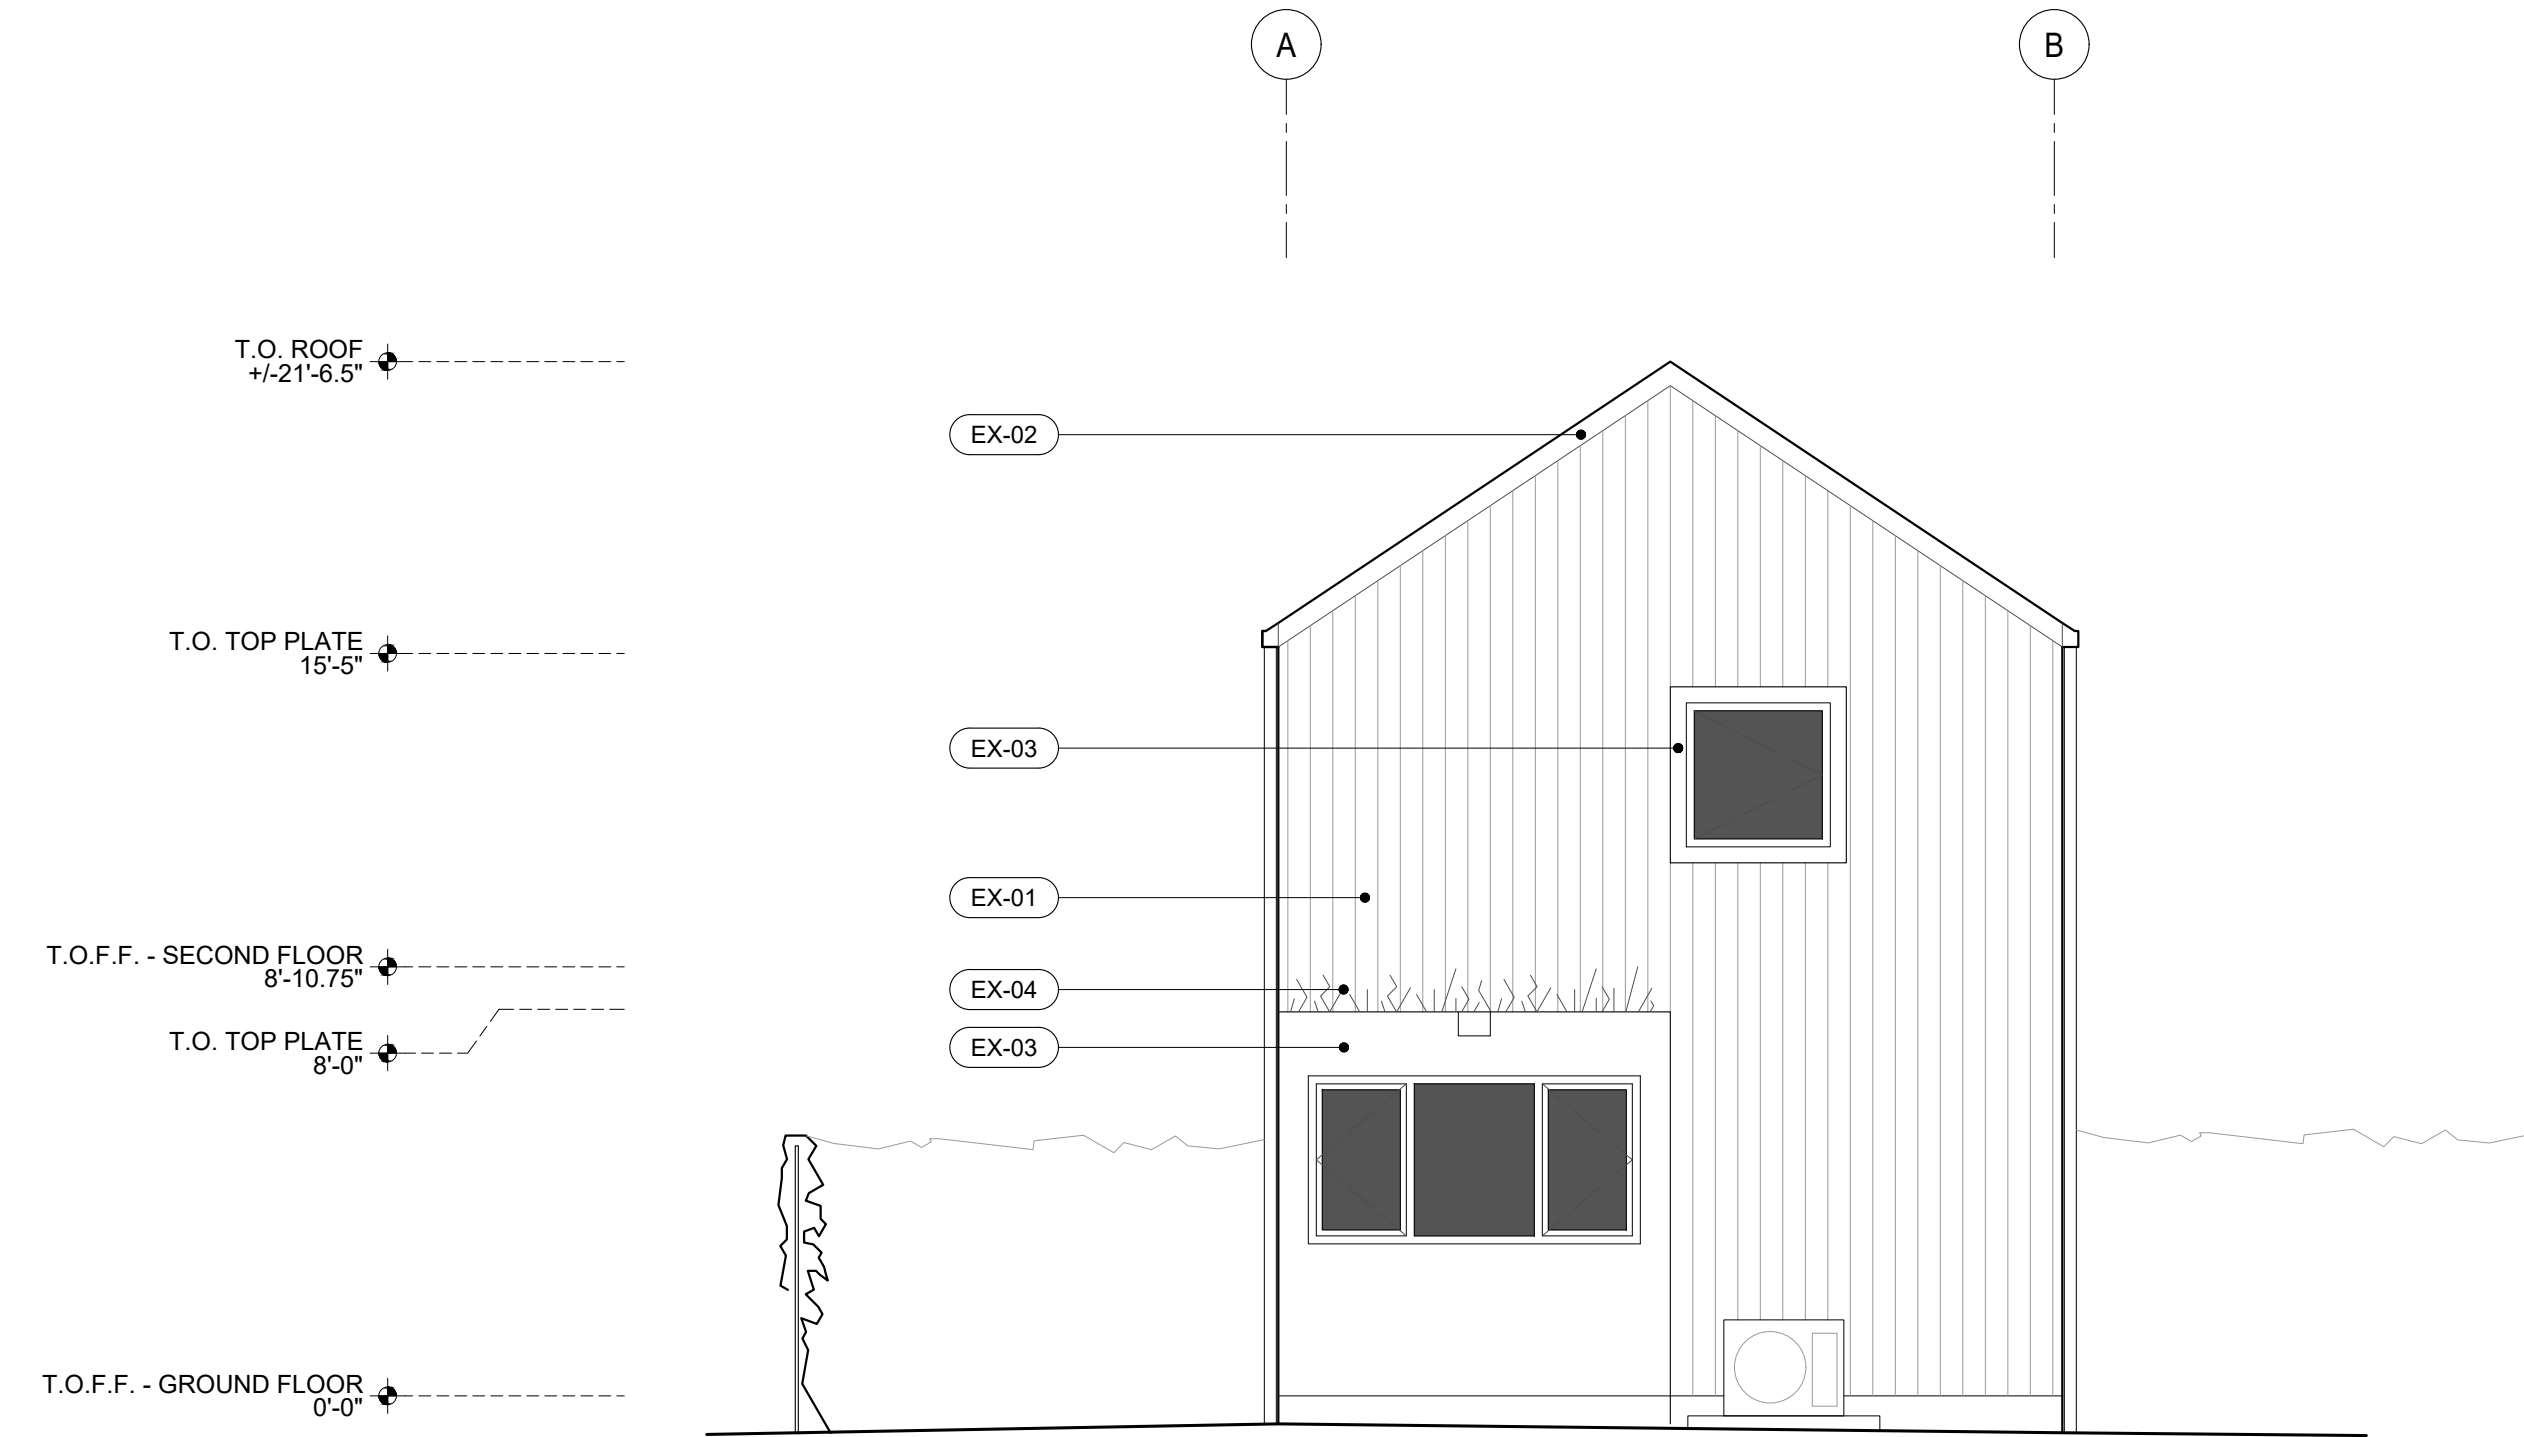 A
B
T.O. ROOF
+/-21'-6.5"
EX-02
T.O. TOP PLATE
15'-5"
EX-03
EX-01
T.O.F.F. - SECOND FLOOR
8'-10.75"
EX-04
T.O. TOP PLATE
8'-0"
EX-03
T.O.F.F. - GROUND FLOOR
0'-0"